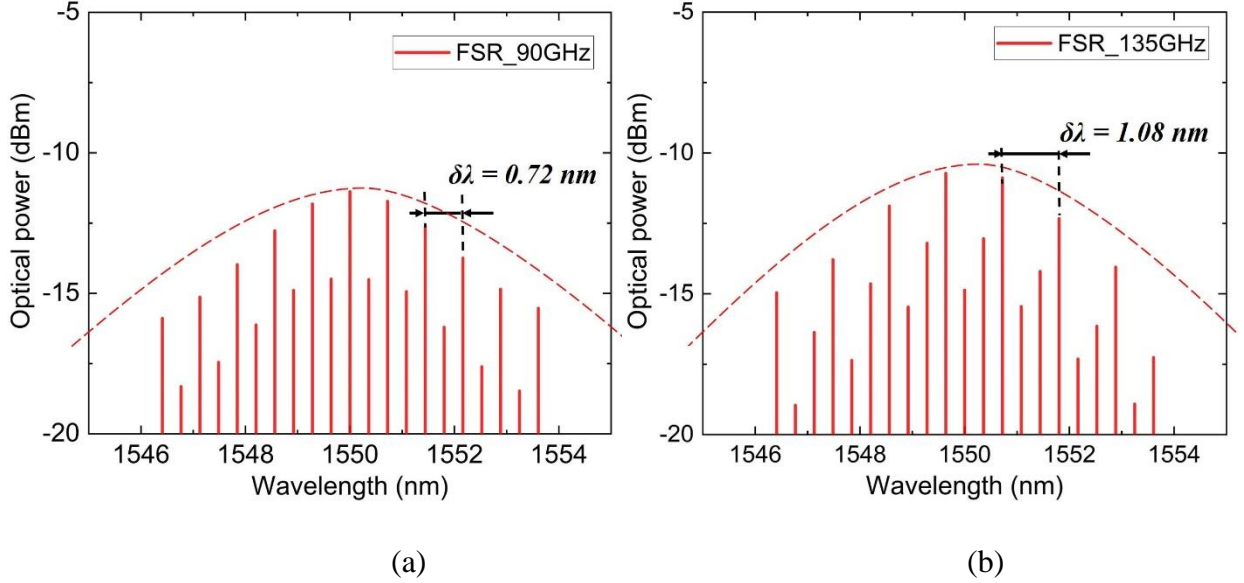 -5
FSR_90GHz
-10
δλ = 0.72 nm
-15
-20
Optical power (dBm)
1546 1548 1550 1552 1554
Wavelength (nm)
(a)
-5
FSR_135GHz
-10
δλ = 1.08 nm
-15
-20
Optical power (dBm)
1546 1548 1550 1552 1554
Wavelength (nm)
(b)